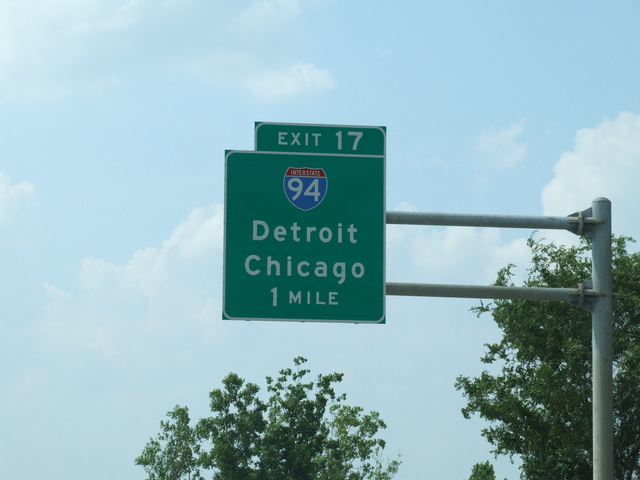 EXIT 17
INTERSTATE
94
Detroit
Chicago
1 MILE